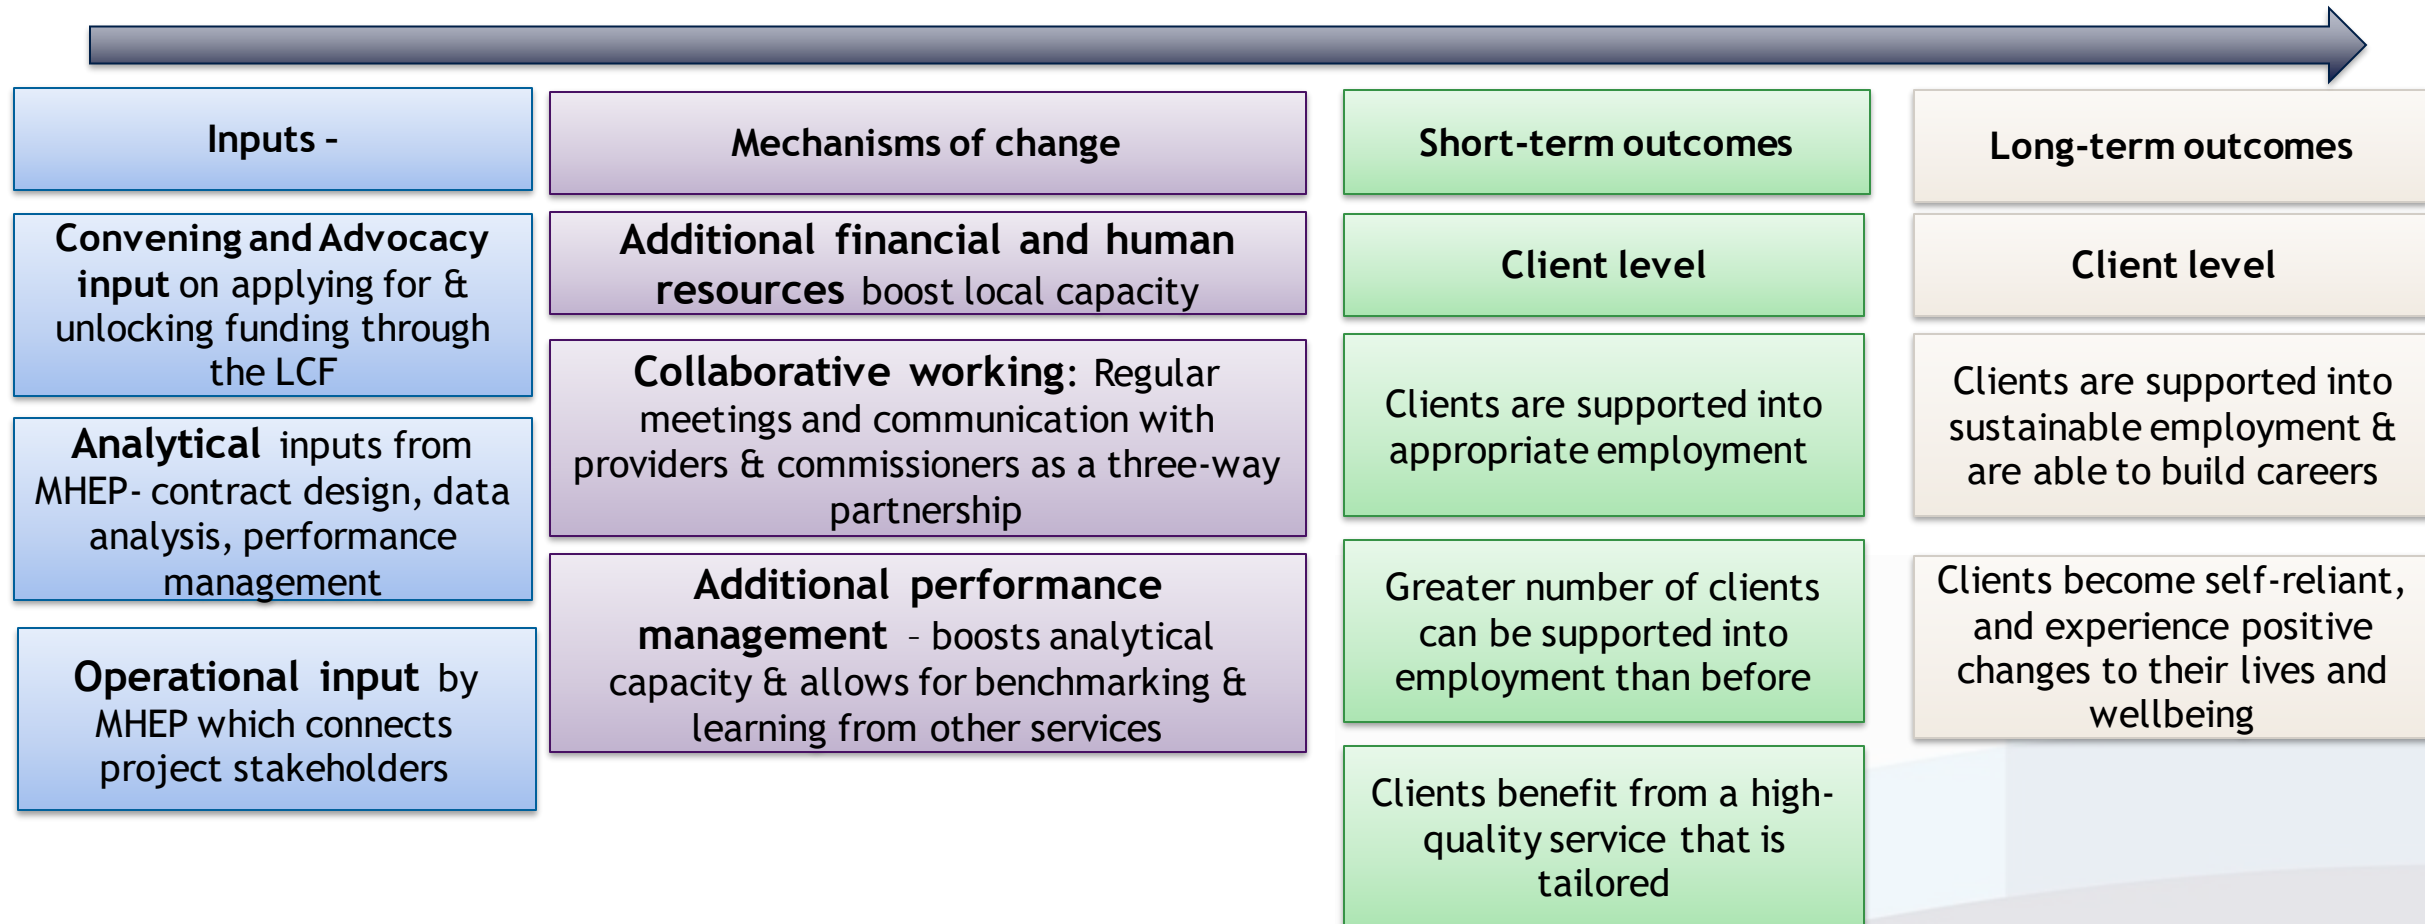 Inputs –
Convening and Advocacy
input on applying for &
unlocking funding through
the LCF
Analytical inputs from
MHEP- contract design, data
analysis, performance
management
Operational input by
MHEP which connects
project stakeholders
Mechanisms of change
Additional financial and human
resources boost local capacity
Collaborative working: Regular
meetings and communication with
providers & commissioners as a three-way
partnership
Additional performance
management – boosts analytical
capacity & allows for benchmarking &
learning from other services
Short-term outcomes
Client level
Clients are supported into
appropriate employment
Greater number of clients
can be supported into
employment than before
Clients benefit from a high-
quality service that is
tailored
Long-term outcomes
Client level
Clients are supported into
sustainable employment &
are able to build careers
Clients become self-reliant,
and experience positive
changes to their lives and
wellbeing